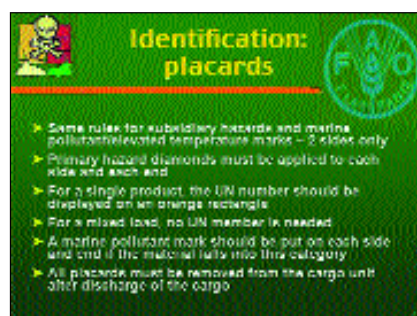 Identification:
placards
F A O
➤ Same rules for subsidiary hazards and marine
pollutant/elevated temperature marks – 2 sides only
➤ Primary hazard diamonds must be applied to each
side and each end
➤ For a single product, the UN number should be
displayed on an orange rectangle
➤ For a mixed load, no UN member is needed
➤ A marine pollutant mark should be put on each side
and end if the material falls into this category
➤ All placards must be removed from the cargo unit
after discharge of the cargo